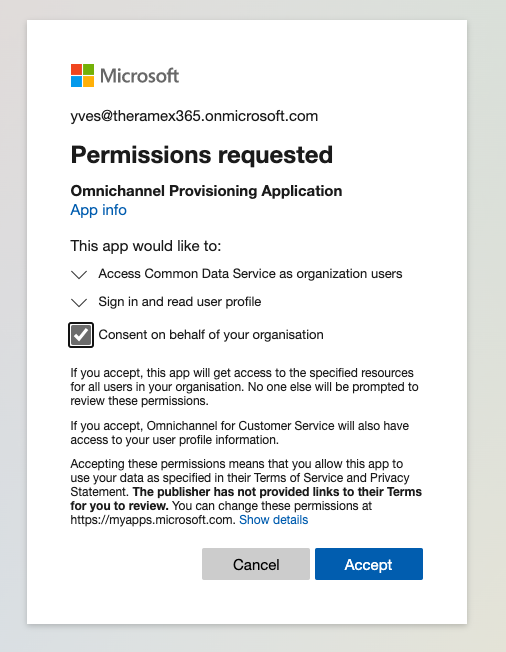 Microsoft
yves@theramex365.onmicrosoft.com
Permissions requested
Omnichannel Provisioning Application
App info
This app would like to:
Access Common Data Service as organization users
Sign in and read user profile
Consent on behalf of your organisation
If you accept, this app will get access to the specified resources
for all users in your organisation. No one else will be prompted to
review these permissions.
If you accept, Omnichannel for Customer Service will also have
access to your user profile information.
Accepting these permissions means that you allow this app to
use your data as specified in their Terms of Service and Privacy
Statement. The publisher has not provided links to their Terms
for you to review. You can change these permissions at
https://myapps.microsoft.com. Show details
Cancel
Accept